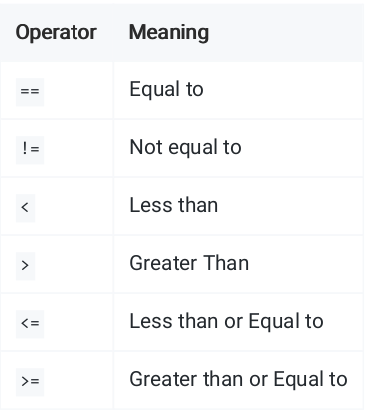 Operator Meaning
== Equal to
!= Not equal to
< Less than
> Greater Than
<= Less than or Equal to
>= Greater than or Equal to